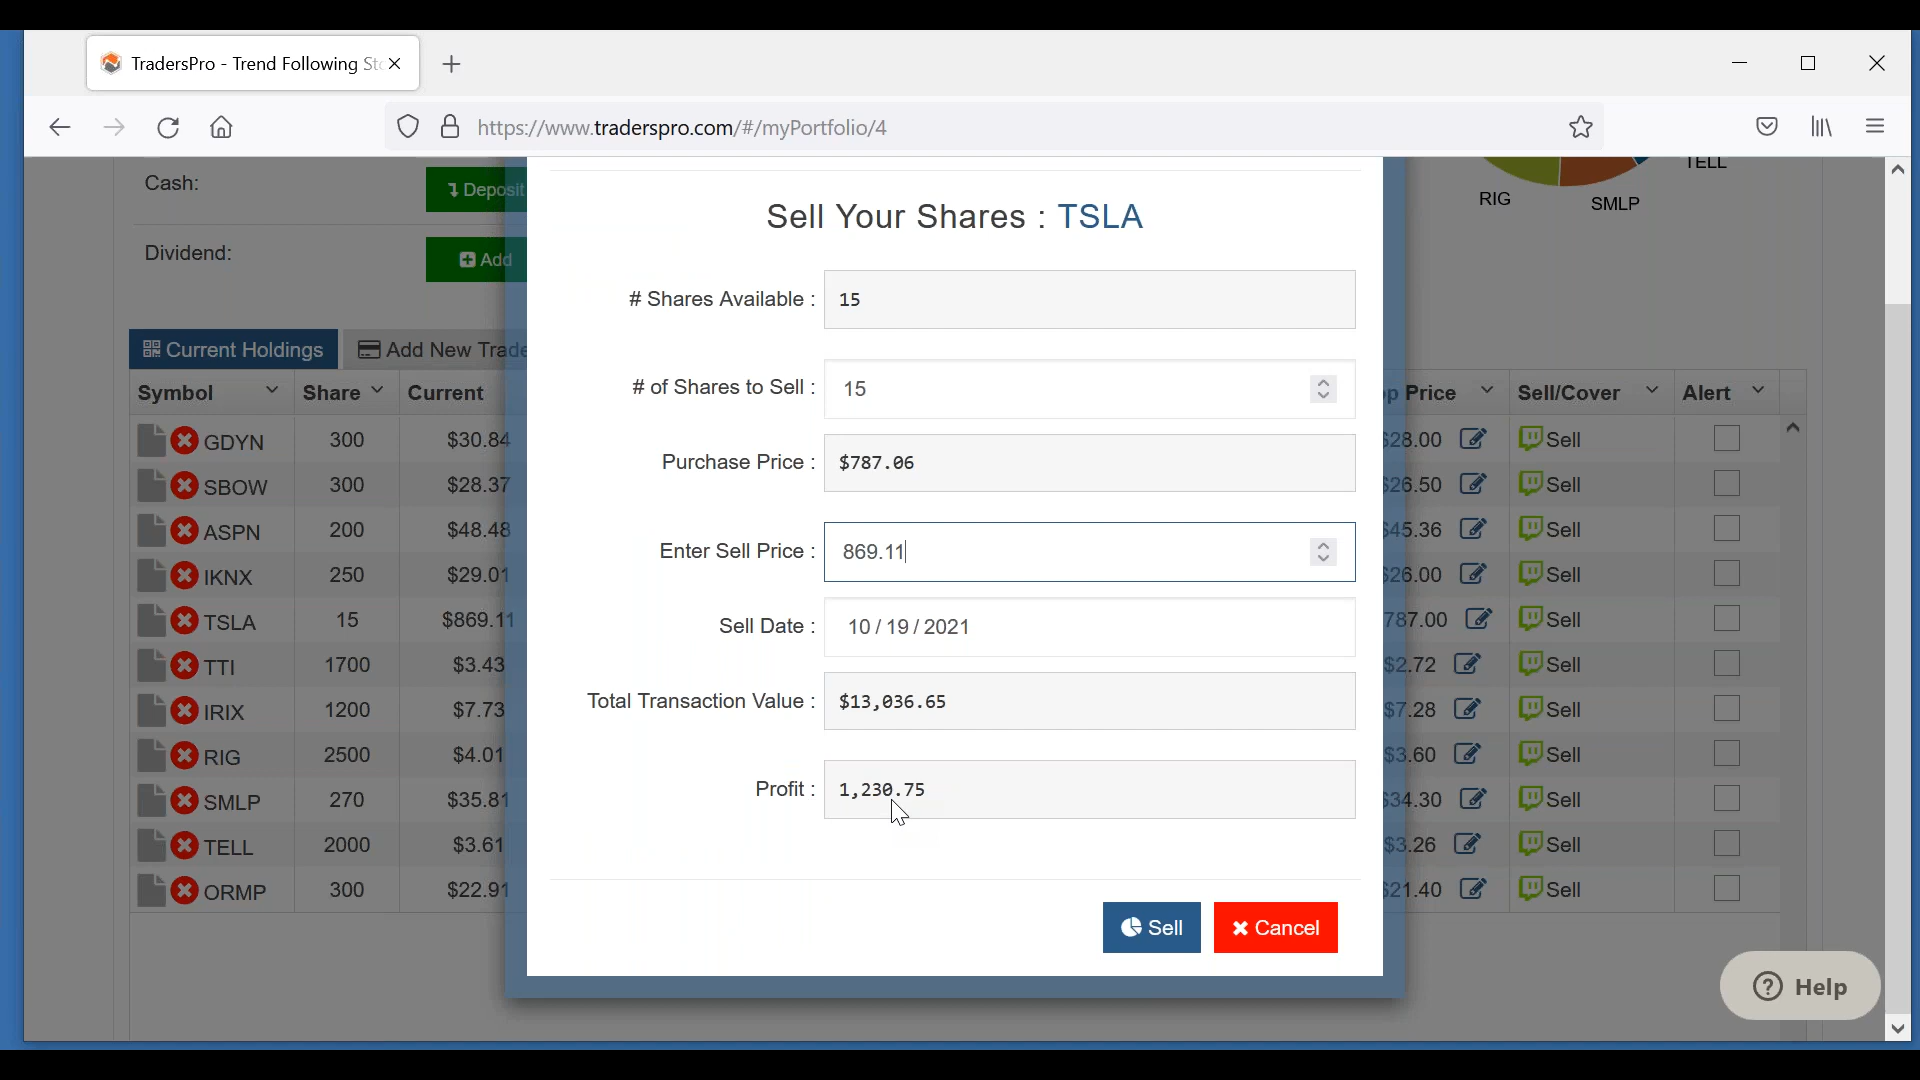 TradersPro - Trend Following Sto
https://www.traderspro.com/#/myPortfolio/4
Cash:
Deposit
Dividend:
Add
TELL
RIG
SMLP
Sell Your Shares : TSLA
# Shares Available : 15
# of Shares to Sell : 15
Purchase Price : $787.06
Enter Sell Price : 869.11
Sell Date : 10 / 19 / 2021
Total Transaction Value : $13,036.65
Profit : 1,230.75
Sell Cancel
Current Holdings Add New Trade
Symbol Share Current Price Sell/Cover Alert
GDYN 300 $30.84 $28.00 Sell
SBOW 300 $28.37 $26.50 Sell
ASPN 200 $48.48 $45.36 Sell
IKNX 250 $29.01 $26.00 Sell
TSLA 15 $869.11 787.00 Sell
TTI 1700 $3.43 $2.72 Sell
IRIX 1200 $7.73 $7.28 Sell
RIG 2500 $4.01 $3.60 Sell
SMLP 270 $35.81 $34.30 Sell
TELL 2000 $3.61 $3.26 Sell
ORMP 300 $22.91 $21.40 Sell
Help